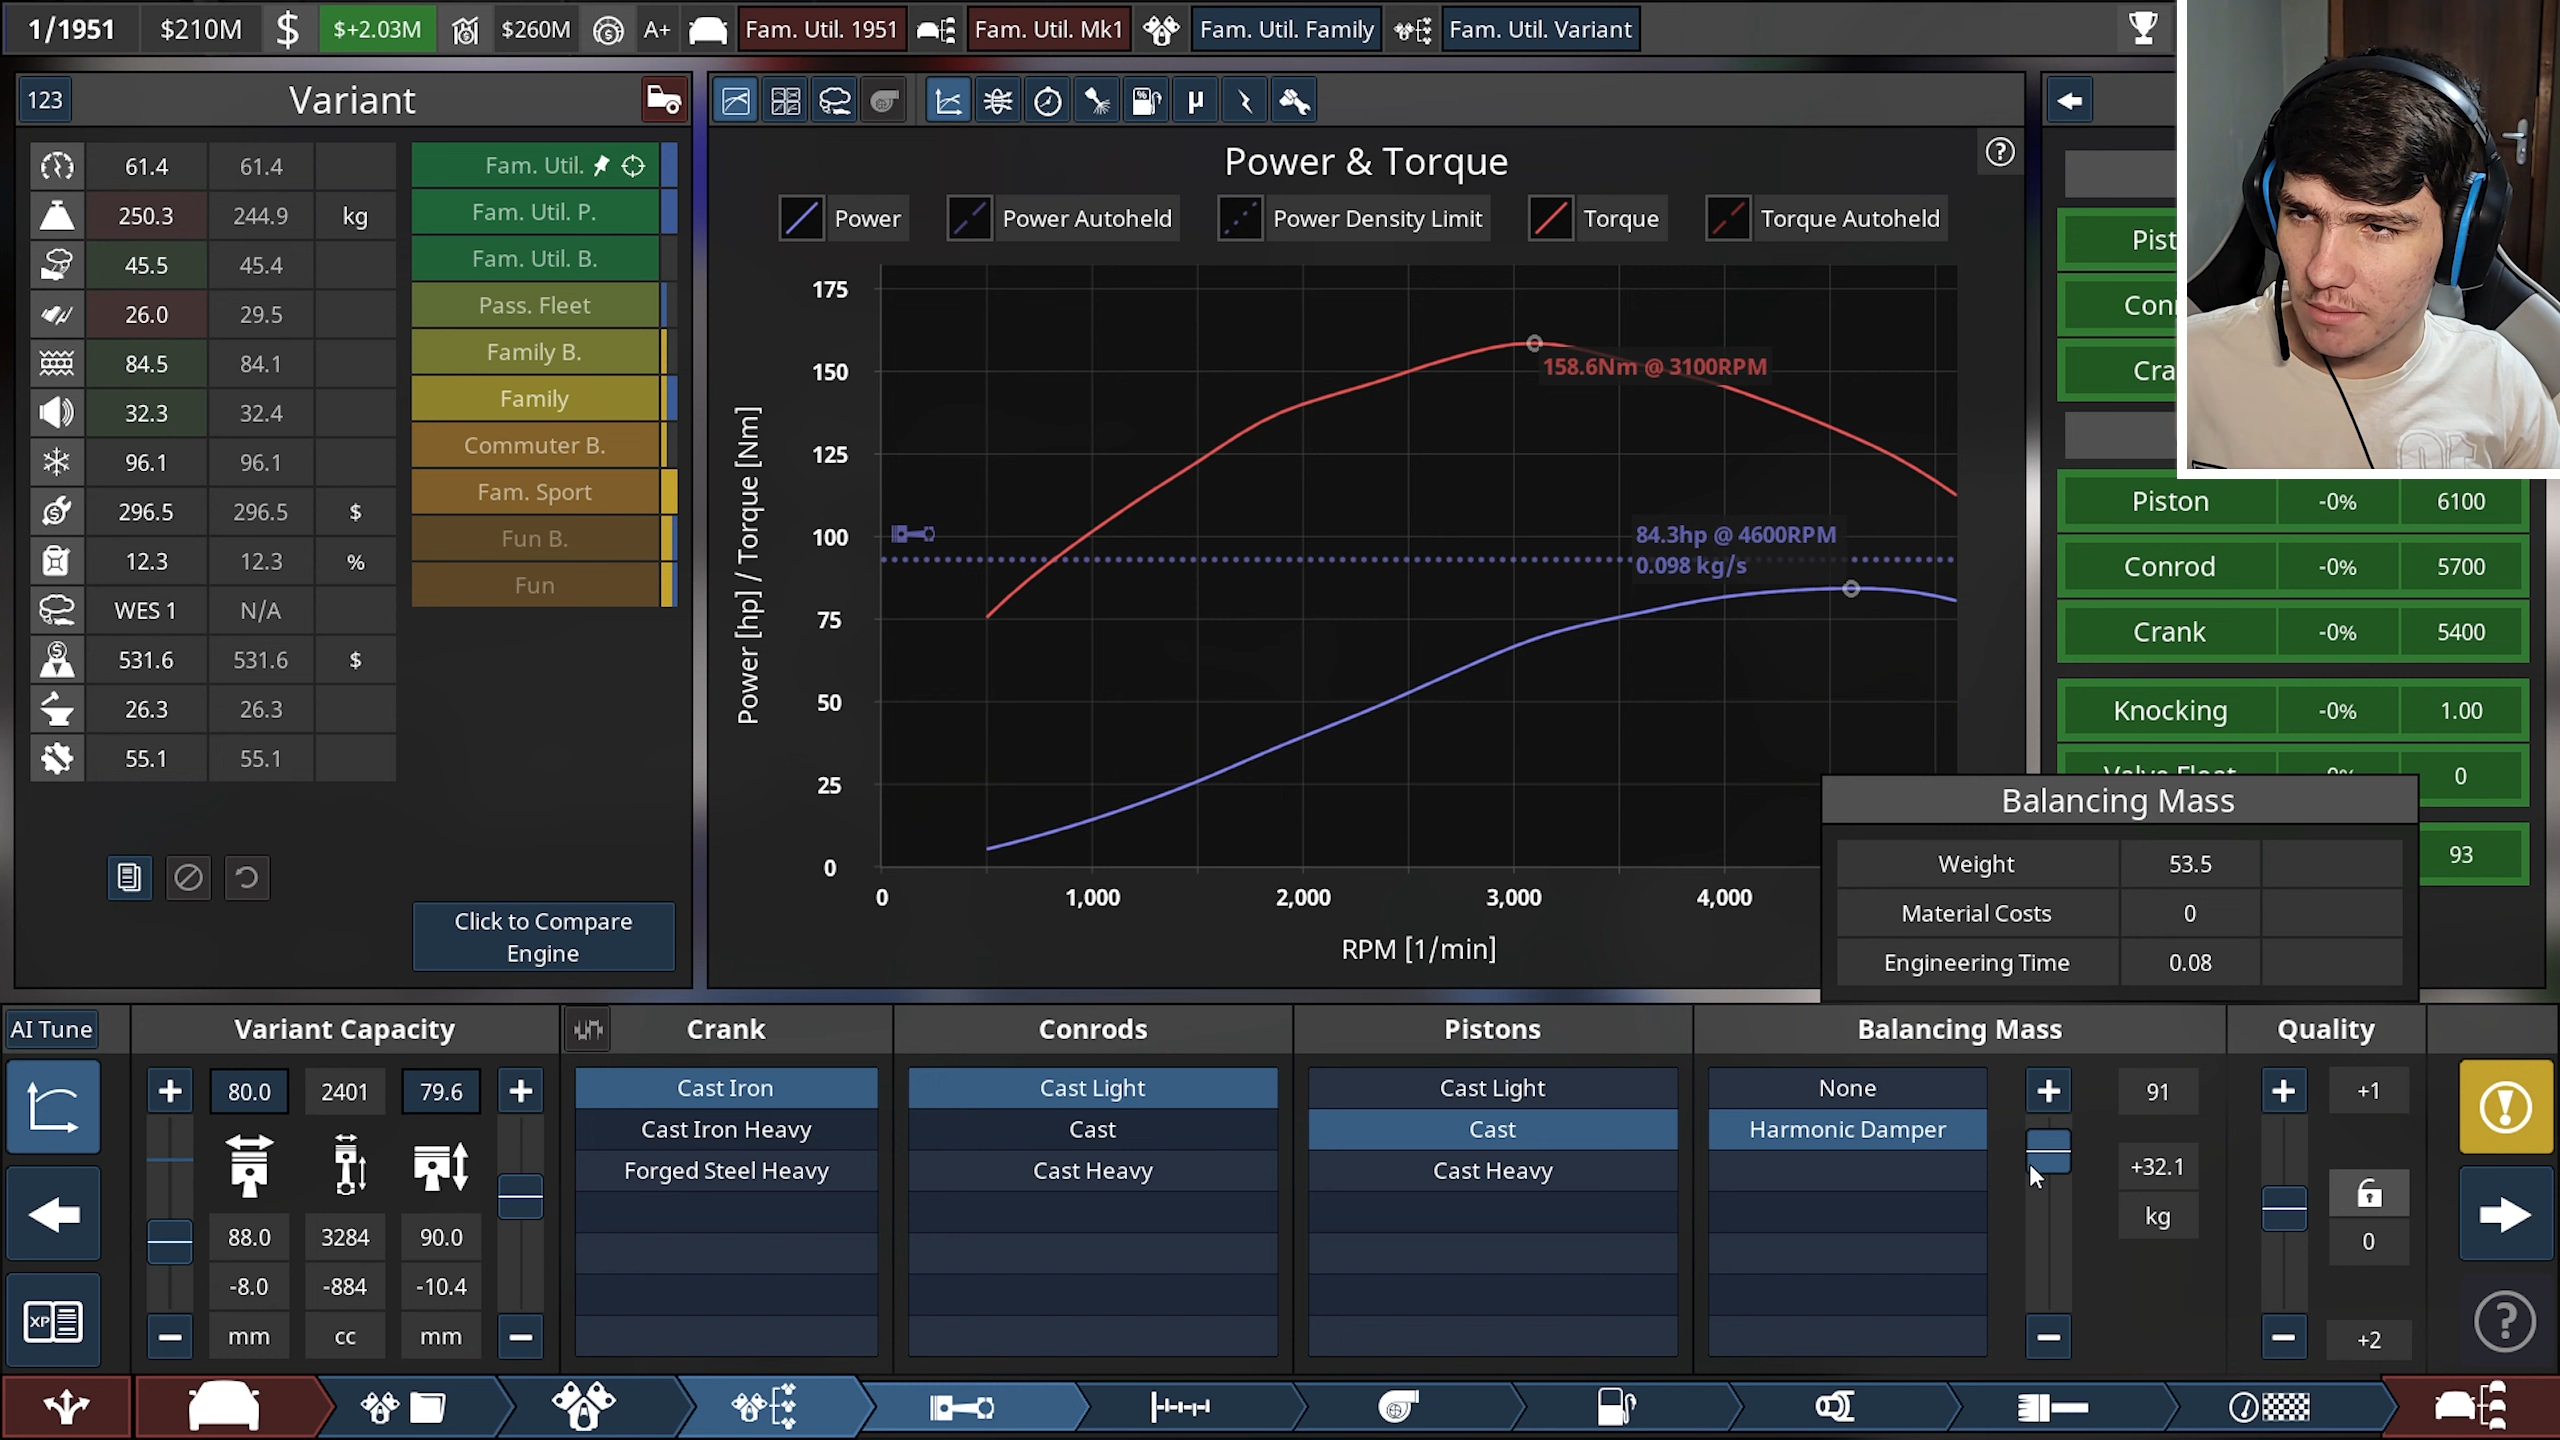 1/1951
$210M
$+2.03M
$260M
A+
Fam. Util. 1951
Fam. Util. Mk1
Fam. Util. Family
Fam. Util. Variant
123
Variant
61.4 61.4
250.3 244.9 kg
45.5 45.4
26.0 29.5
84.5 84.1
32.3 32.4
96.1 96.1
296.5 296.5 $
12.3 12.3 %
WES 1 N/A
531.6 531.6 $
26.3 26.3
55.1 55.1
Fam. Util.
Fam. Util. P.
Fam. Util. B.
Pass. Fleet
Family B.
Family
Commuter B.
Fam. Sport
Fun B.
Fun
Click to Compare
Engine
Power & Torque
Power
Power Autoheld
Power Density Limit
Torque
Torque Autoheld
Power [hp] / Torque [Nm]
175
150
125
100
75
50
25
0
158.6Nm @ 3100RPM
84.3hp @ 4600RPM
0.098 kg/s
0 1,000 2,000 3,000 4,000
RPM [1/min]
Pist
Con
Cra
Piston -0% 6100
Conrod -0% 5700
Crank -0% 5400
Knocking -0% 1.00
Valve Float -0% 0
93
Balancing Mass
Weight 53.5
Material Costs 0
Engineering Time 0.08
AI Tune
XP
Variant Capacity
80.0 2401 79.6
88.0 3284 90.0
-8.0 -884 -10.4
mm cc mm
Crank
Cast Iron
Cast Iron Heavy
Forged Steel Heavy
Conrods
Cast Light
Cast
Cast Heavy
Pistons
Cast Light
Cast
Cast Heavy
Balancing Mass
None
Harmonic Damper
91
+32.1
kg
Quality
+1
0
+2